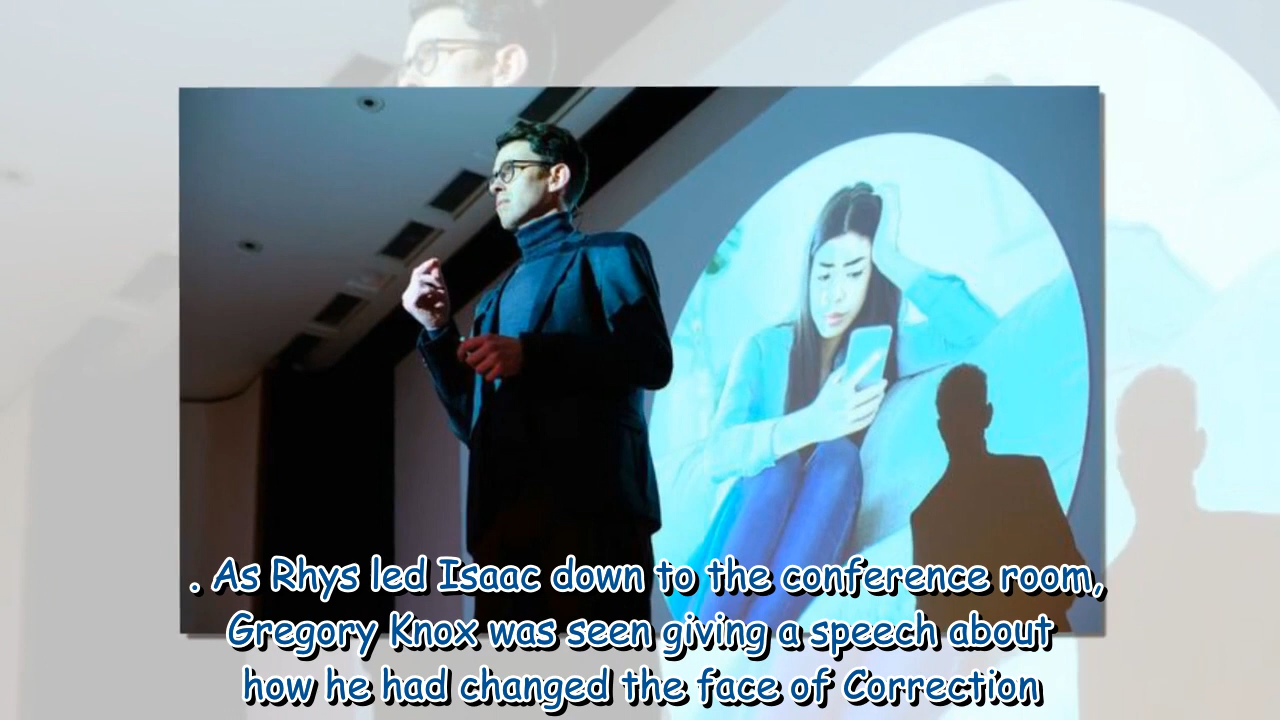 . As Rhys led Isaac down to the conference room,
Gregory Knox was seen giving a speech about
how he had changed the face of Correction